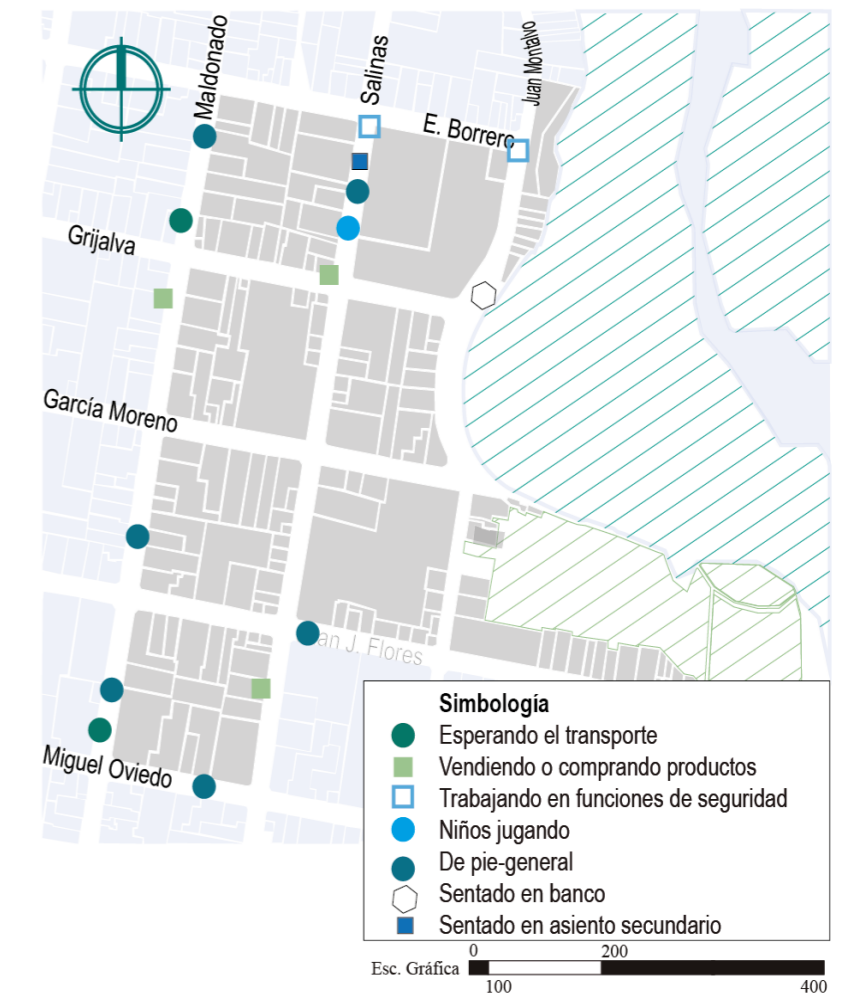 Maldonado
Salinas
Juan Montalvo
E. Borrero
Grijalva
García Moreno
an J. Flores
Miguel Oviedo
Simbología
Esperando el transporte
Vendiendo o comprando productos
Trabajando en funciones de seguridad
Niños jugando
De pie-general
Sentado en banco
Sentado en asiento secundario
Esc. Gráfica
0
200
100
400